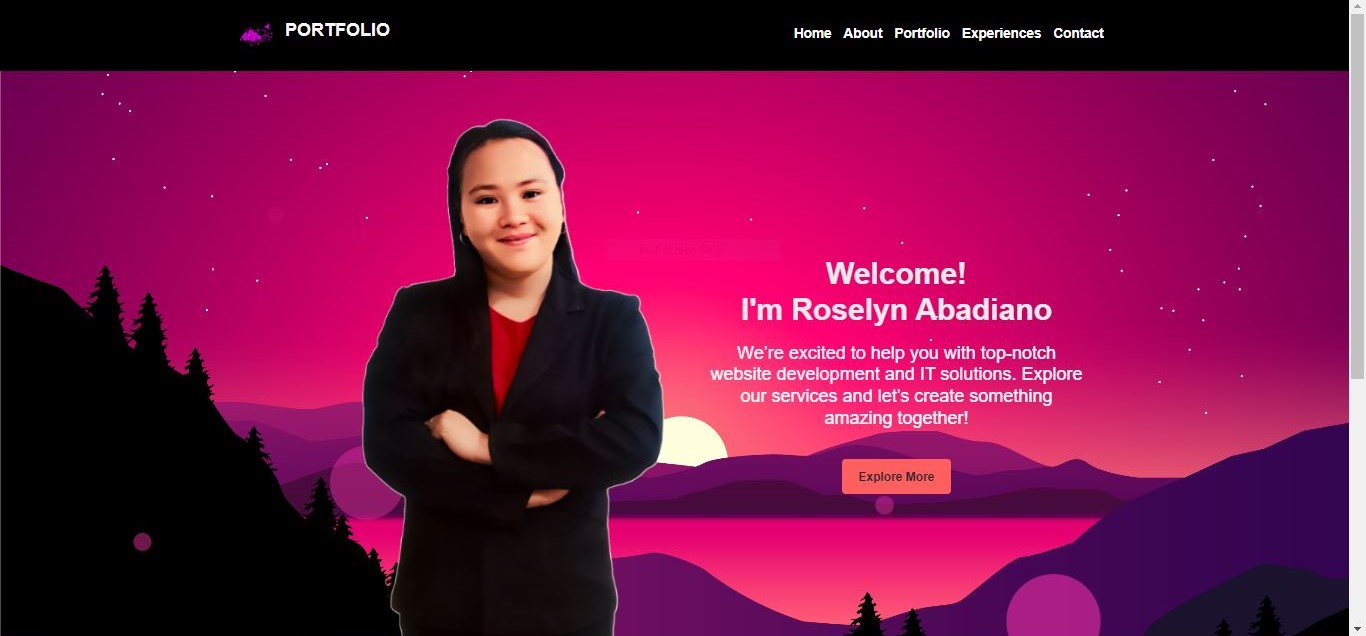 PORTFOLIO
Home About Portfolio Experiences Contact
Welcome!
I'm Roselyn Abadiano
We’re excited to help you with top-notch
website development and IT solutions. Explore
our services and let’s create something
amazing together!
Explore More